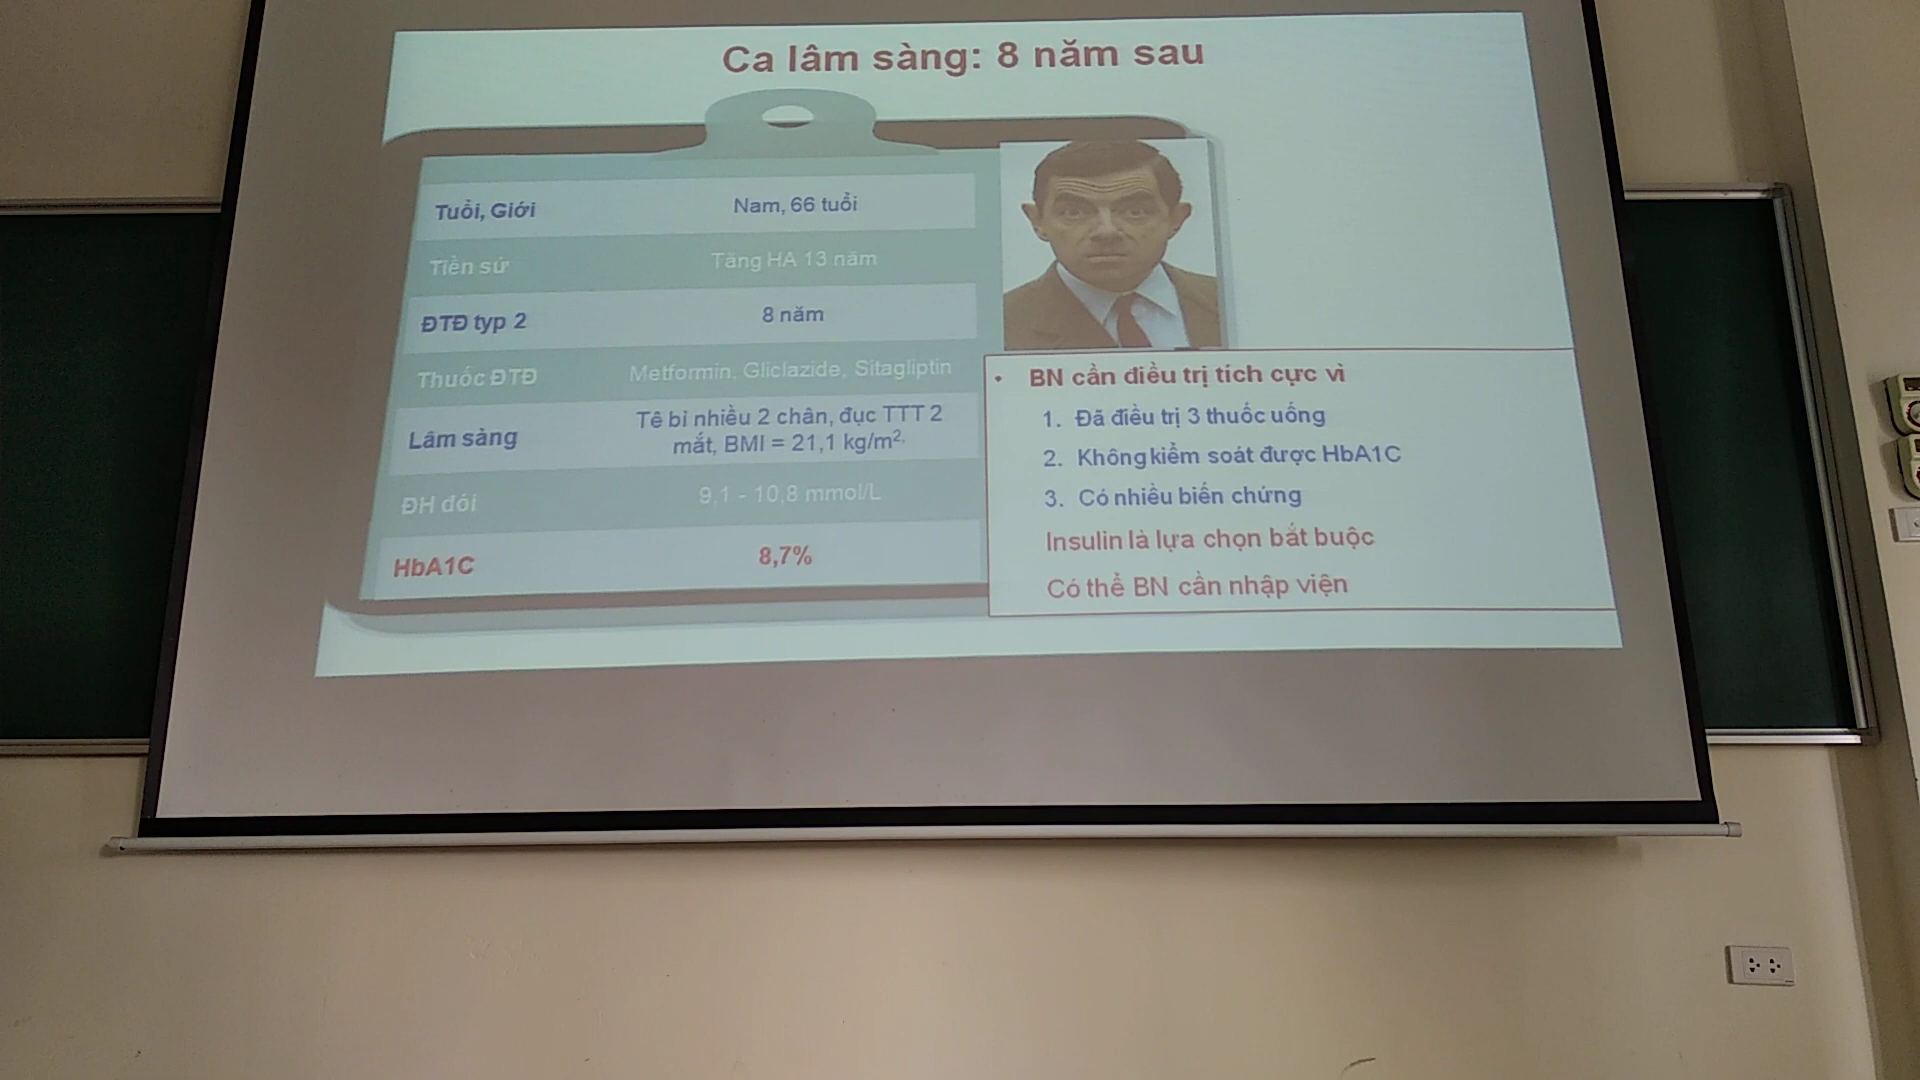 Ca lâm sàng: 8 năm sau
Tuổi, Giới Nam, 66 tuổi
Tiền sử Tăng HA 13 năm
ĐTĐ typ 2 8 năm
Thuốc ĐTĐ Metformin, Gliclazide, Sitagliptin
Lâm sàng Tê bì nhiều 2 chân, đục TTT 2
mắt, BMI = 21,1 kg/m².
ĐH đói 9,1 - 10,8 mmol/L
HbA1C 8,7%
• BN cần điều trị tích cực vì
1. Đã điều trị 3 thuốc uống
2. Không kiểm soát được HbA1C
3. Có nhiều biến chứng
Insulin là lựa chọn bắt buộc
Có thể BN cần nhập viện